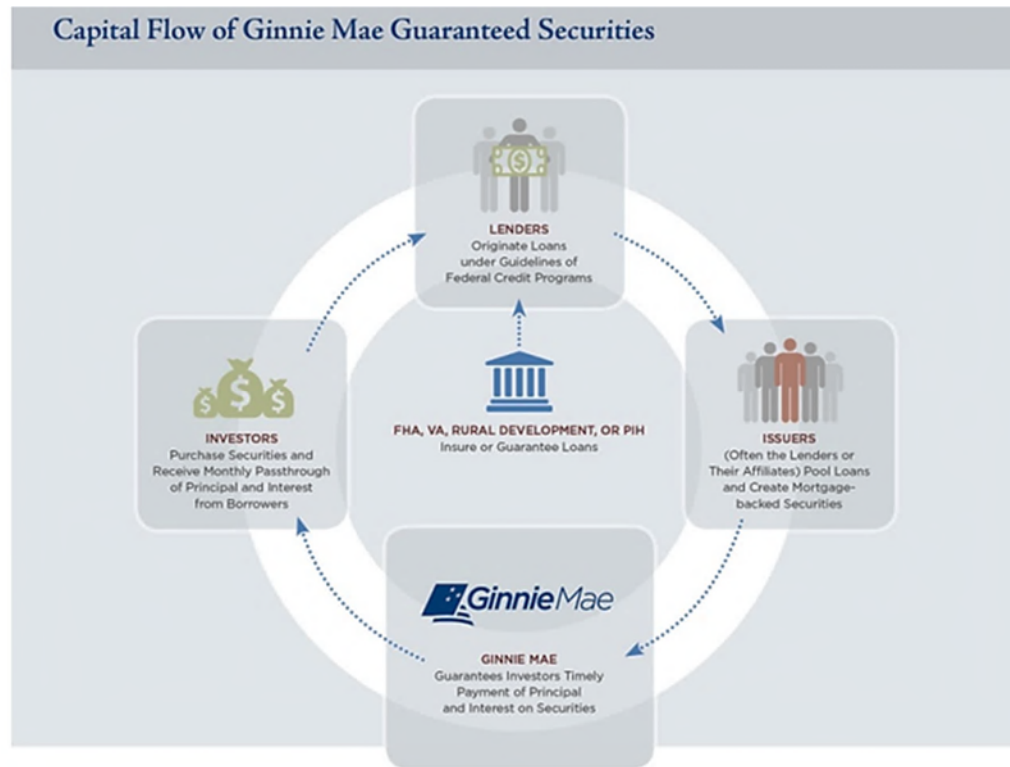 Capital Flow of Ginnie Mae Guaranteed Securities
$
LENDERS
Originate Loans
under Guidelines of
Federal Credit Programs
$ $ $
INVESTORS
Purchase Securities and
Receive Monthly Passthrough
of Principal and Interest
from Borrowers
FHA, VA, RURAL DEVELOPMENT, OR PIH
Insure or Guarantee Loans
ISSUERS
(Often the Lenders or
Their Affiliates) Pool Loans
and Create Mortgage-
backed Securities
GinnieMae
GINNIE MAE
Guarantees Investors Timely
Payment of Principal
and Interest on Securities